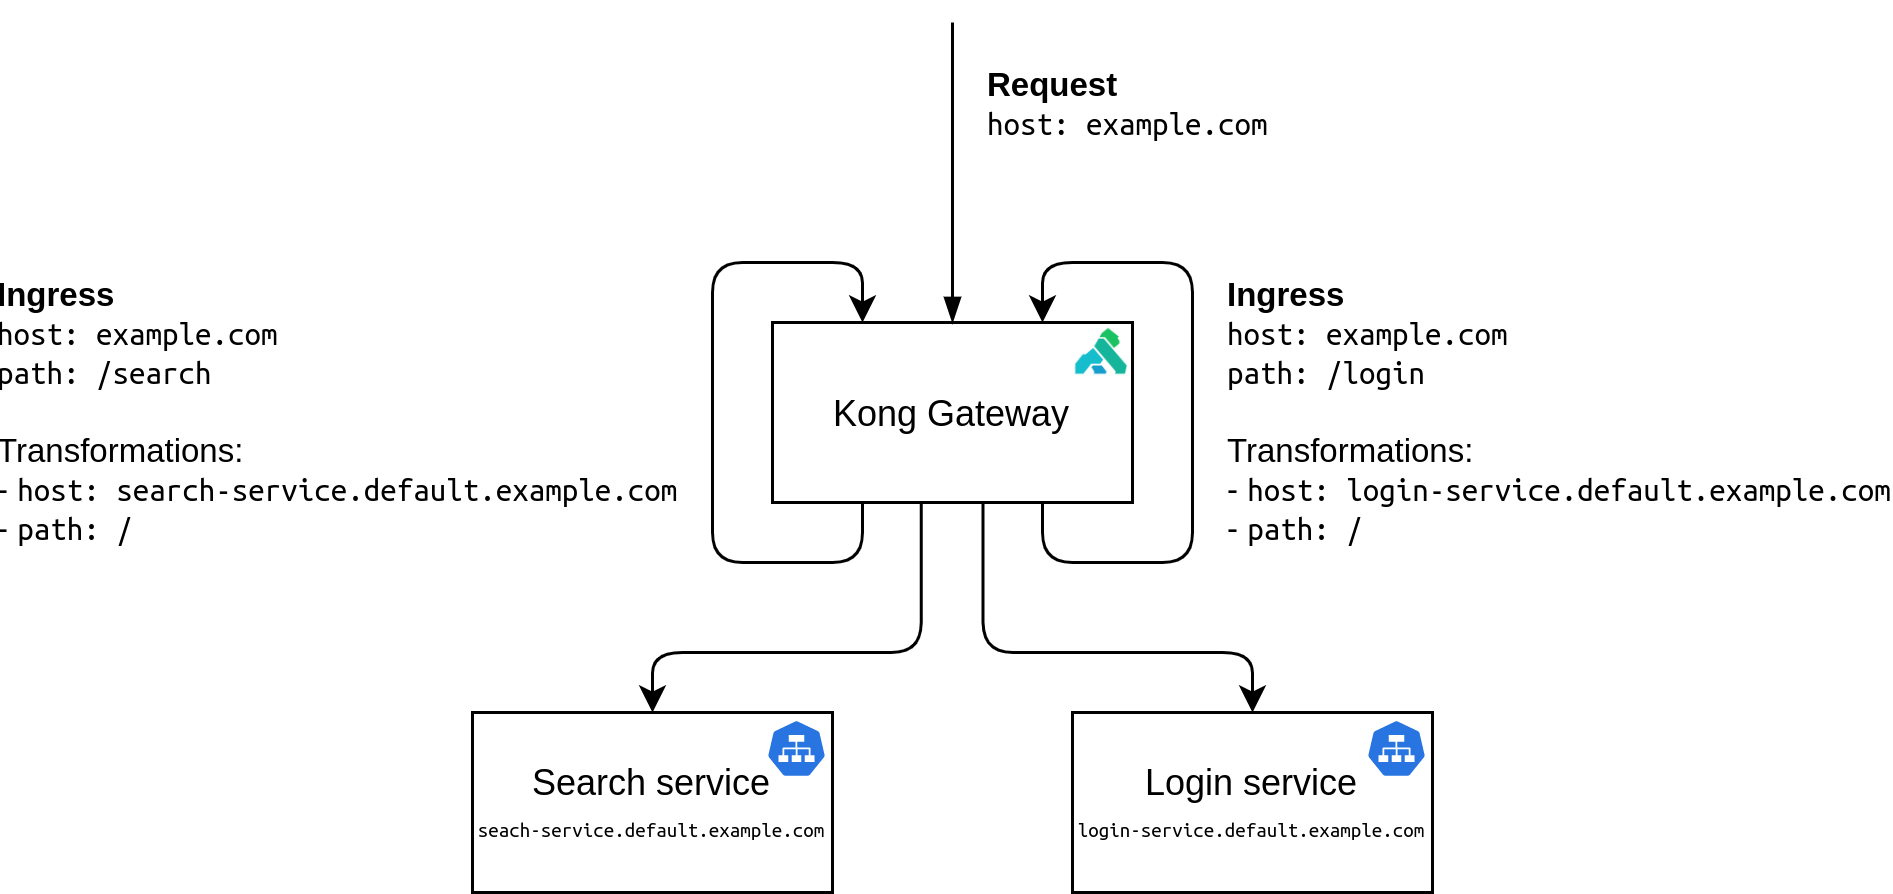 Request
host: example.com
Ingress
host: example.com
path: /search
Transformations:
- host: search-service.default.example.com
- path: /
Kong Gateway
Ingress
host: example.com
path: /login
Transformations:
- host: login-service.default.example.com
- path: /
Search service
seach-service.default.example.com
Login service
login-service.default.example.com